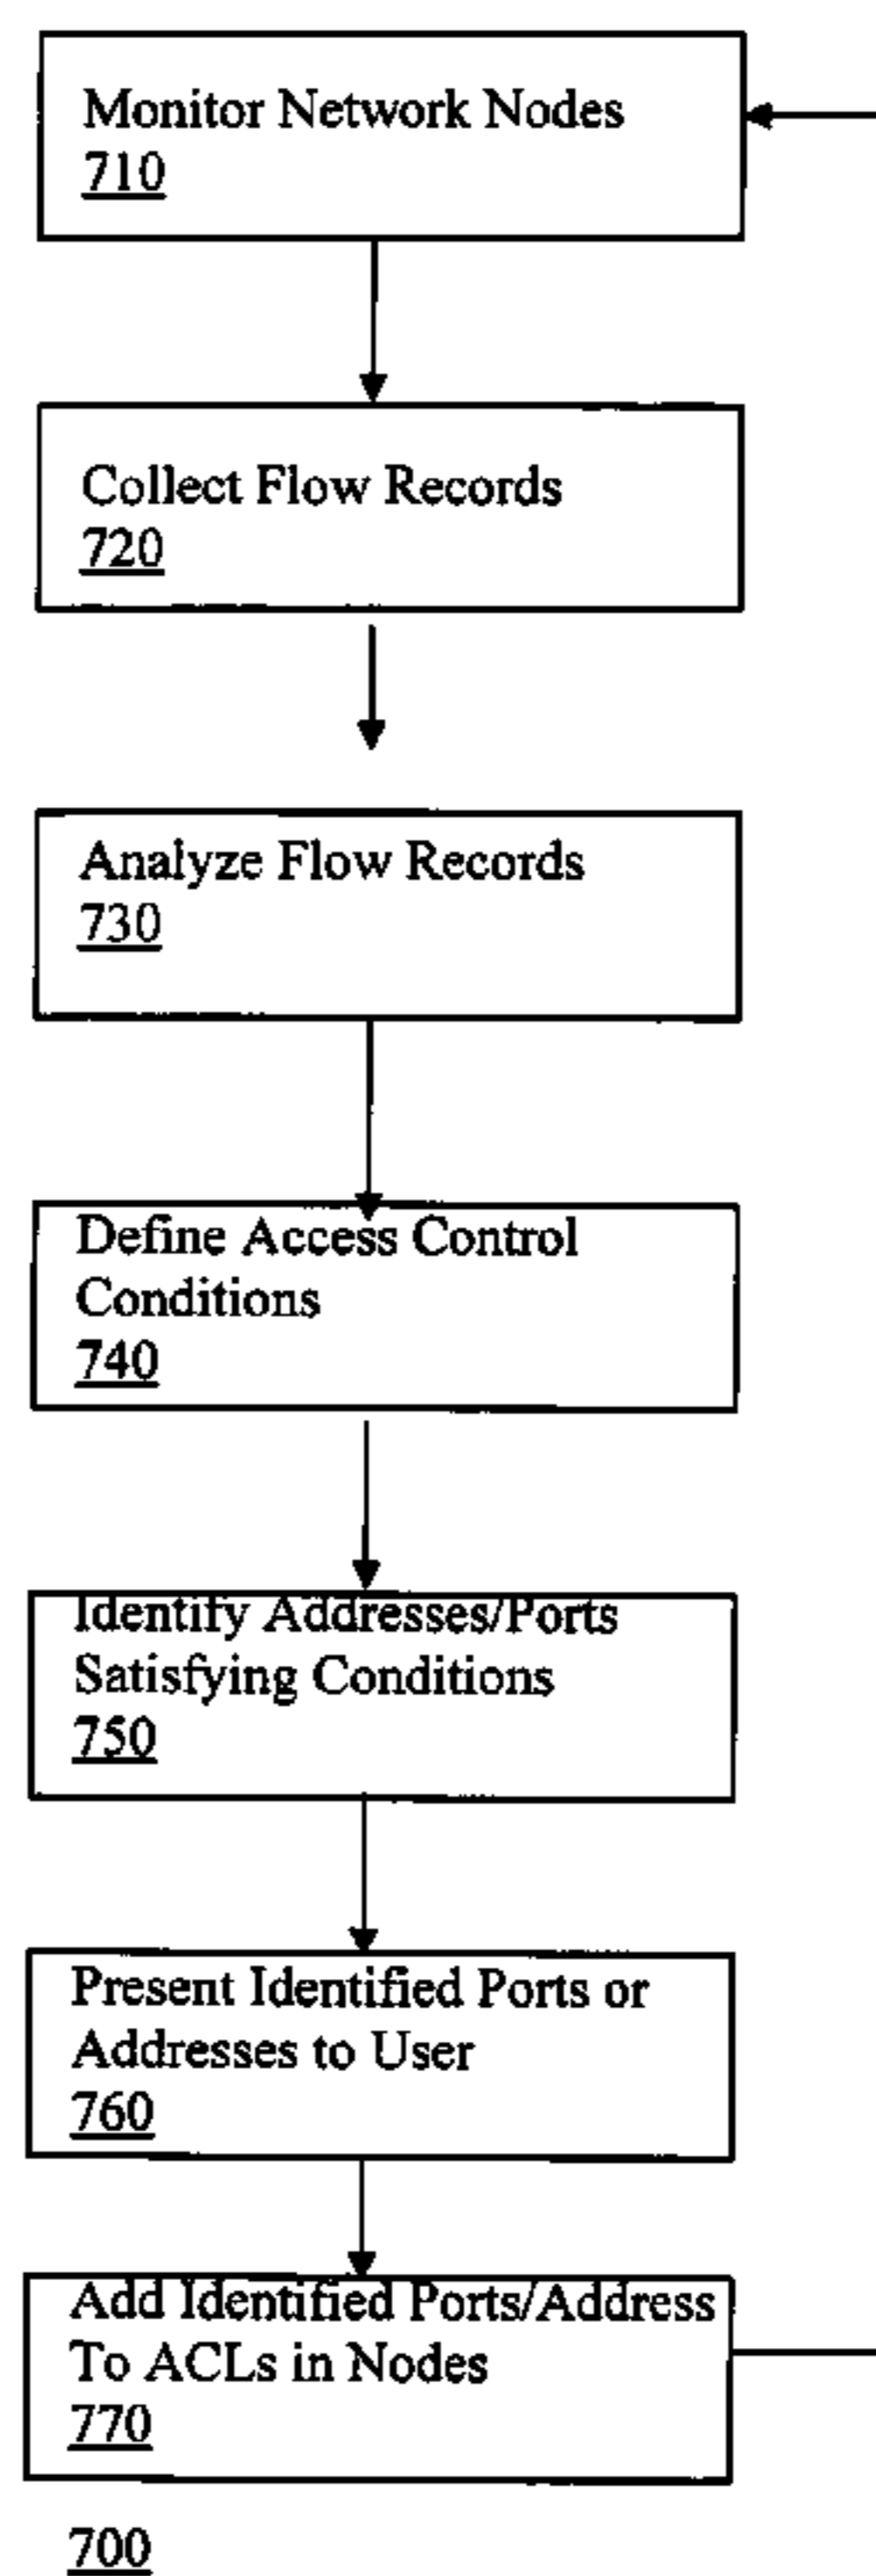 Monitor Network Nodes
710
Collect Flow Records
720
Analyze Flow Records
730
Define Access Control
Conditions
740
Identify Addresses/Ports
Satisfying Conditions
750
Present Identified Ports or
Addresses to User
760
Add Identified Ports/Address
To ACLs in Nodes
770
700